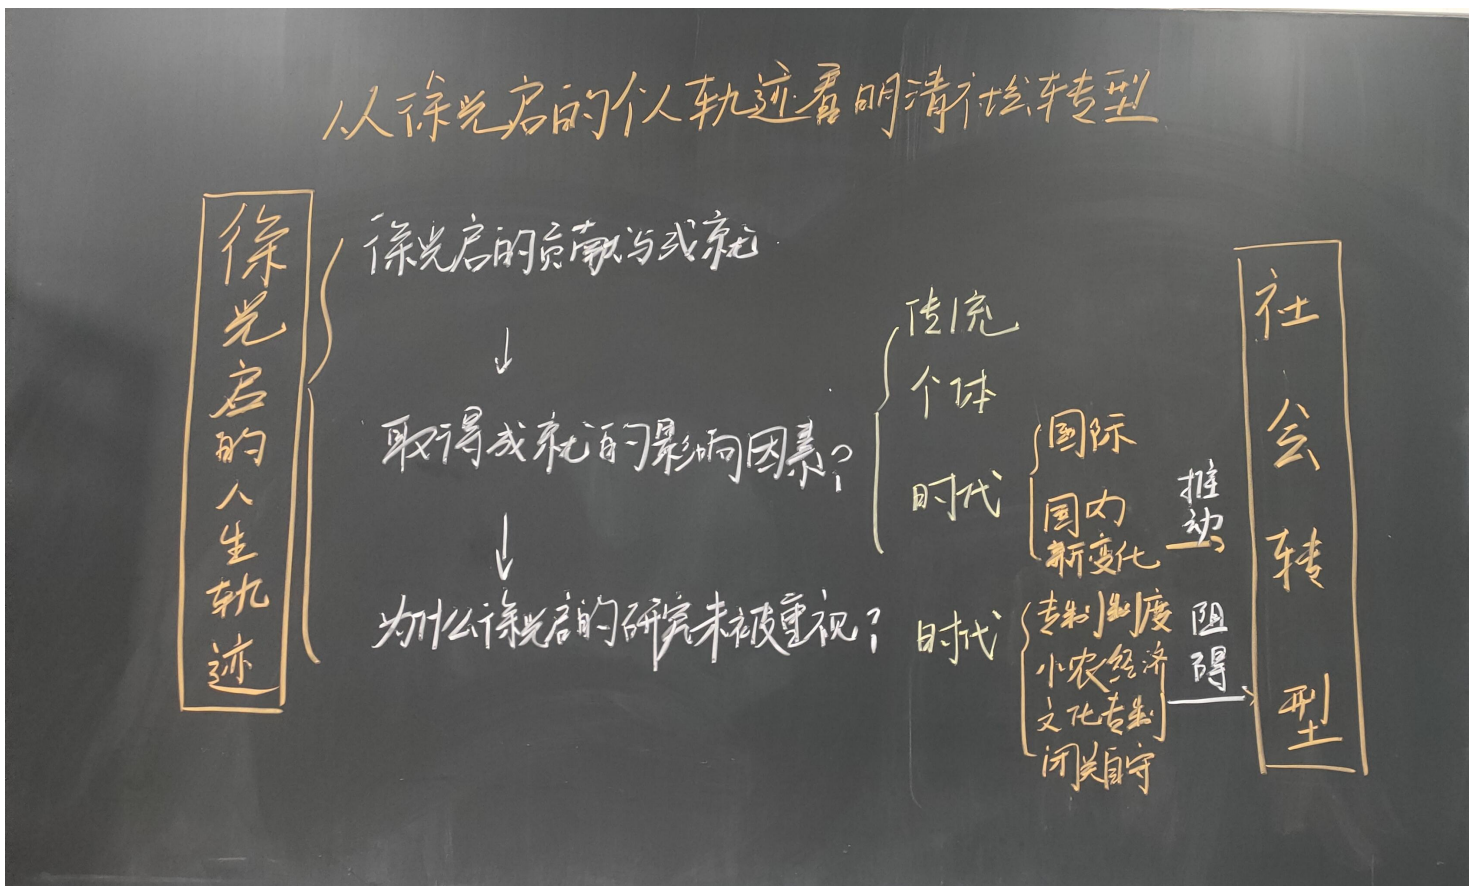 从徐光启的个人轨迹看明清社会转型
徐光启的人生轨迹
徐光启的贡献与成就
↓
取得成就的影响因素？
↓
为什么徐光启的研究未被重视？
传统
个体
时代
国际
国内
新变化
推动
时代
专制制度
小农经济
文化专制
闭关自守
阻碍
社会转型